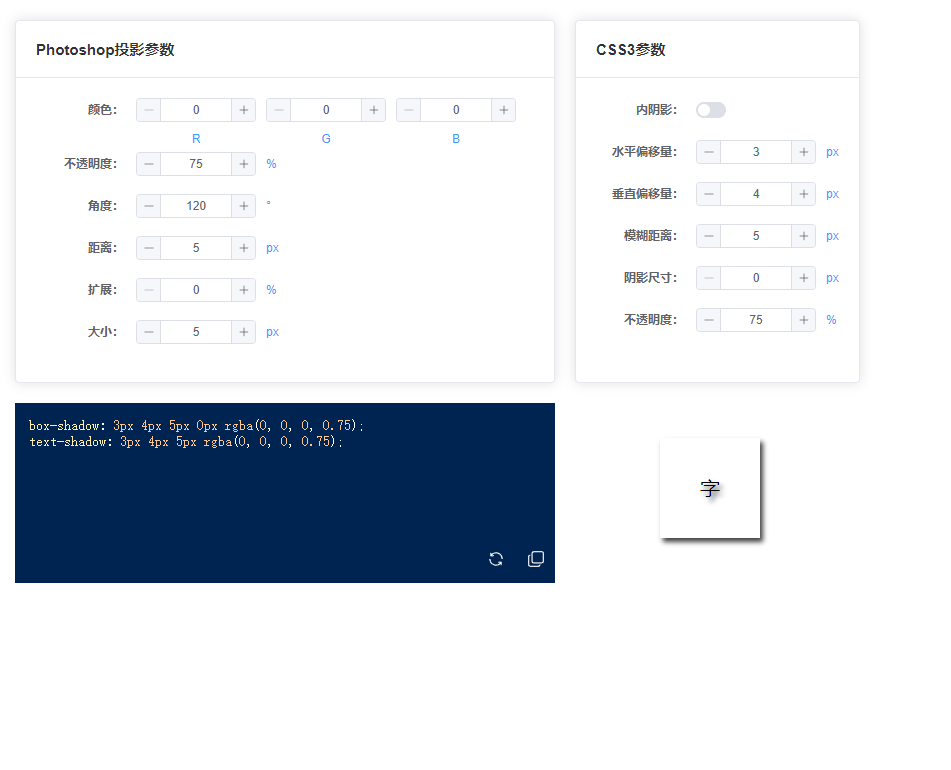 Photoshop投影参数
颜色： 0 0 0
R G B
不透明度： 75 %
角度： 120 °
距离： 5 px
扩展： 0 %
大小： 5 px
CSS3参数
内阴影：
水平偏移量： 3 px
垂直偏移量： 4 px
模糊距离： 5 px
阴影尺寸： 0 px
不透明度： 75 %
box-shadow: 3px 4px 5px 0px rgba(0, 0, 0, 0.75);
text-shadow: 3px 4px 5px rgba(0, 0, 0, 0.75);
字